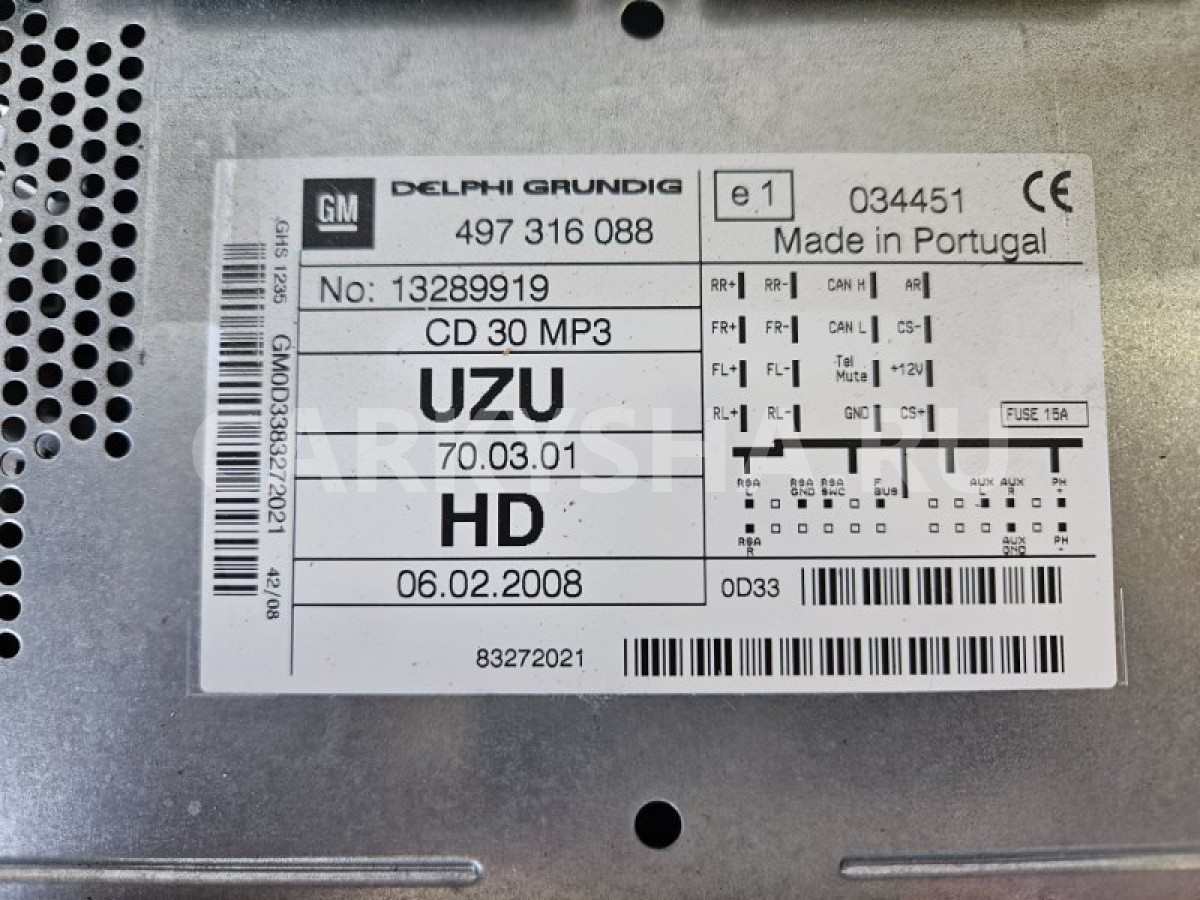 GM
DELPHI GRUNDIG
497 316 088
e 1
034451
CE
Made in Portugal
No: 13289919
CD 30 MP3
UZU
70.03.01
HD
06.02.2008
RR+ RR- CAN H AR
FR+ FR- CAN L CS-
FL+ FL- Tel Mute +12V
RL+ RL- GND CS+
FUSE 15A
RSA L RSA GND RSA SWC F BUS AUX L AUX R PH +
RSA R AUX GND PH -
0D33
83272021
GHS 1235 GM0D3383272021 42/08
CARKYSHA.RU